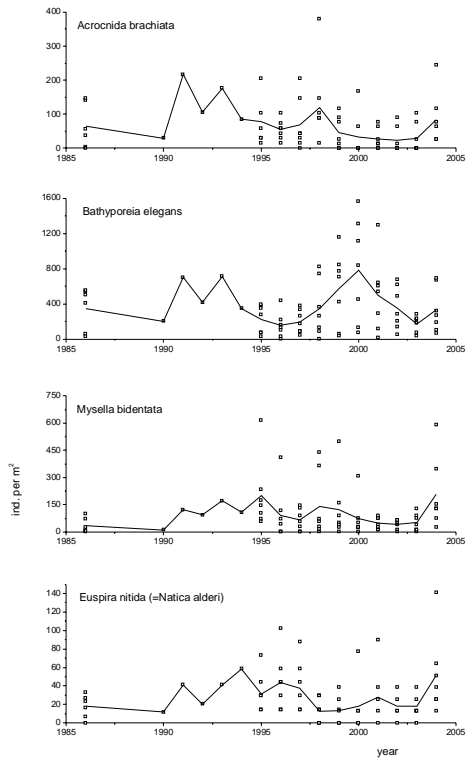 Acrocnida brachiata
400
300
200
100
0
1985 1990 1995 2000 2005
Bathyporeia elegans
1600
1200
800
400
0
1985 1990 1995 2000 2005
Mysella bidentata
750
600
450
300
150
0
1985 1990 1995 2000 2005
ind. per m²
Euspira nitida (=Natica alderi)
140
120
100
80
60
40
20
0
1985 1990 1995 2000 2005
year